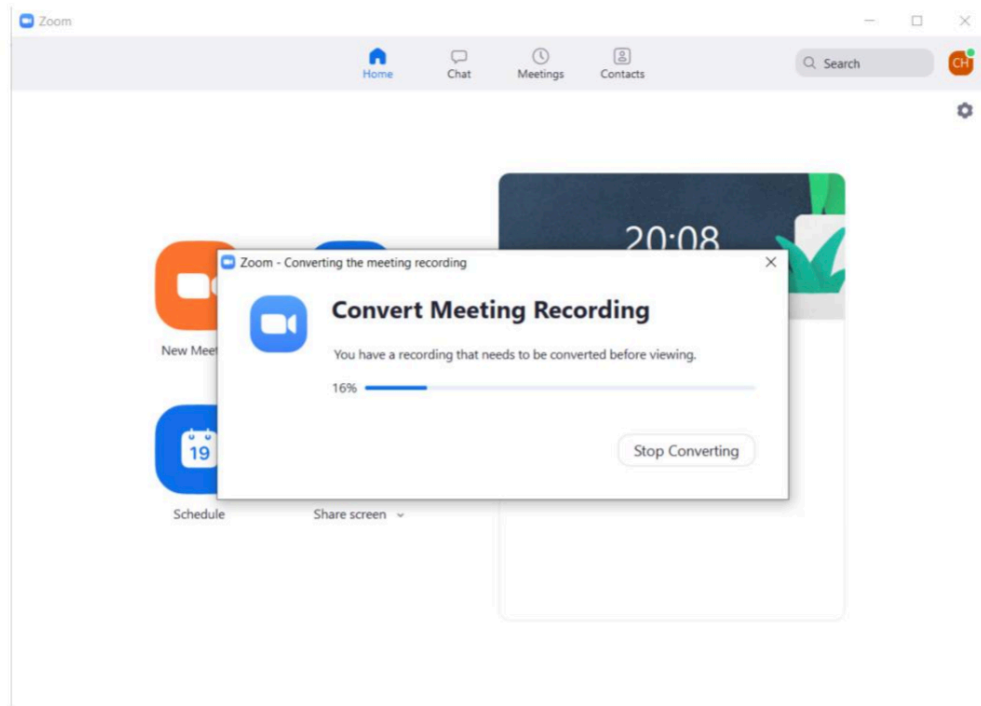 Zoom
Home
Chat
Meetings
Contacts
Search
CH
20:08
Zoom - Converting the meeting recording
Convert Meeting Recording
You have a recording that needs to be converted before viewing.
16%
Stop Converting
New Meet
19
Schedule
Share screen